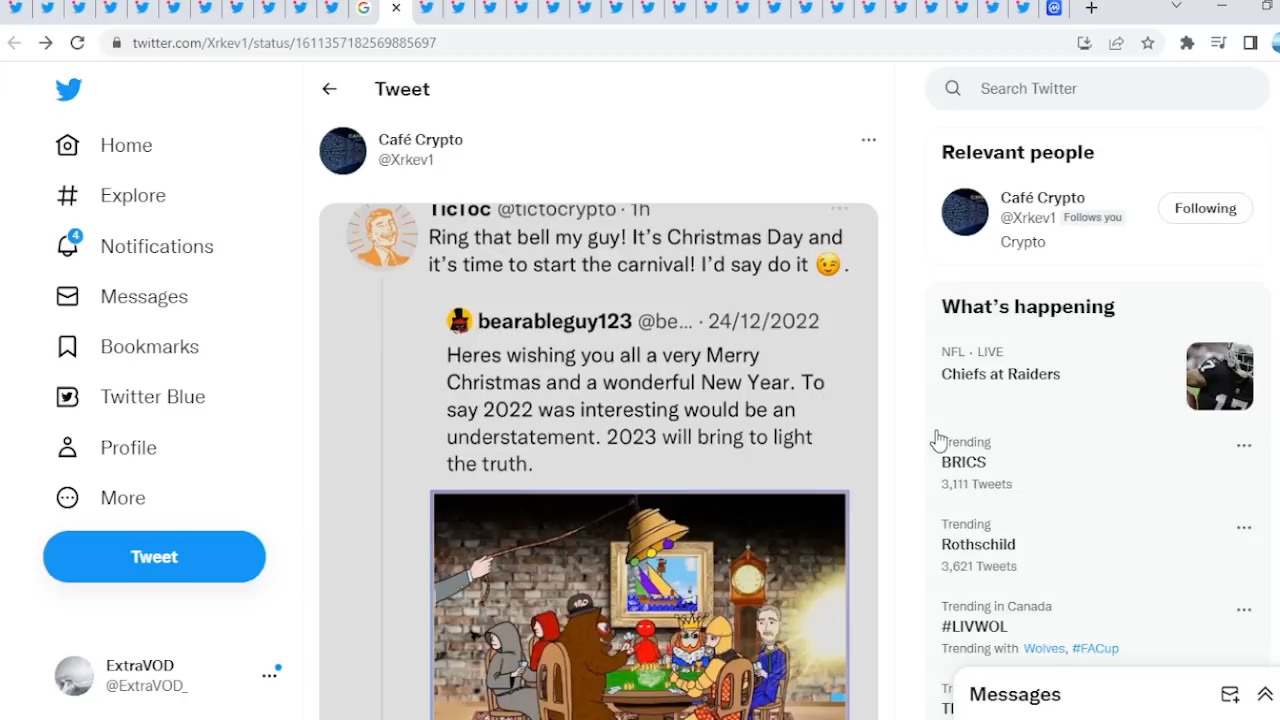 twitter.com/Xrkev1/status/1611357182569885697
Home
Explore
4
Notifications
Messages
Bookmarks
Twitter Blue
Profile
More
Tweet
ExtraVOD
@ExtraVOD_
Tweet
Café Crypto
@Xrkev1
TicToc @tictocrypto · 1h
Ring that bell my guy! It's Christmas Day and
it's time to start the carnival! I'd say do it 😉.
bearableguy123 @be... · 24/12/2022
Heres wishing you all a very Merry
Christmas and a wonderful New Year. To
say 2022 was interesting would be an
understatement. 2023 will bring to light
the truth.
Search Twitter
Relevant people
Café Crypto
@Xrkev1 Follows you
Following
Crypto
What's happening
NFL · LIVE
Chiefs at Raiders
Trending
BRICS
3,111 Tweets
Trending
Rothschild
3,621 Tweets
Trending in Canada
#LIVWOL
Trending with Wolves, #FACup
Messages